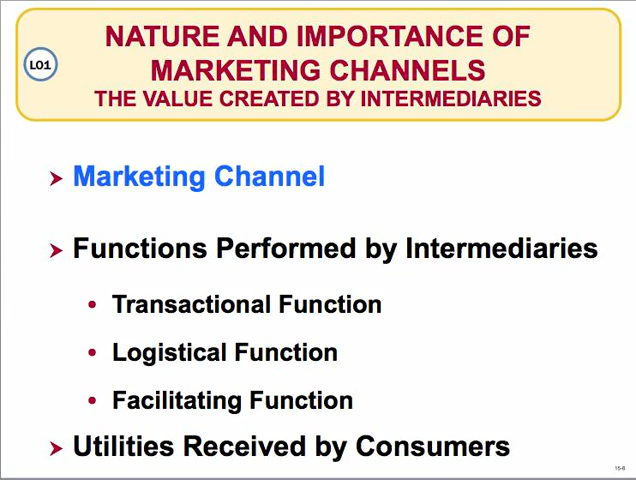 NATURE AND IMPORTANCE OF
LO1
MARKETING CHANNELS
THE VALUE CREATED BY INTERMEDIARIES
Marketing Channel
Functions Performed by Intermediaries
Transactional Function
Logistical Function
Facilitating Function
Utilities Received by Consumers
15-6